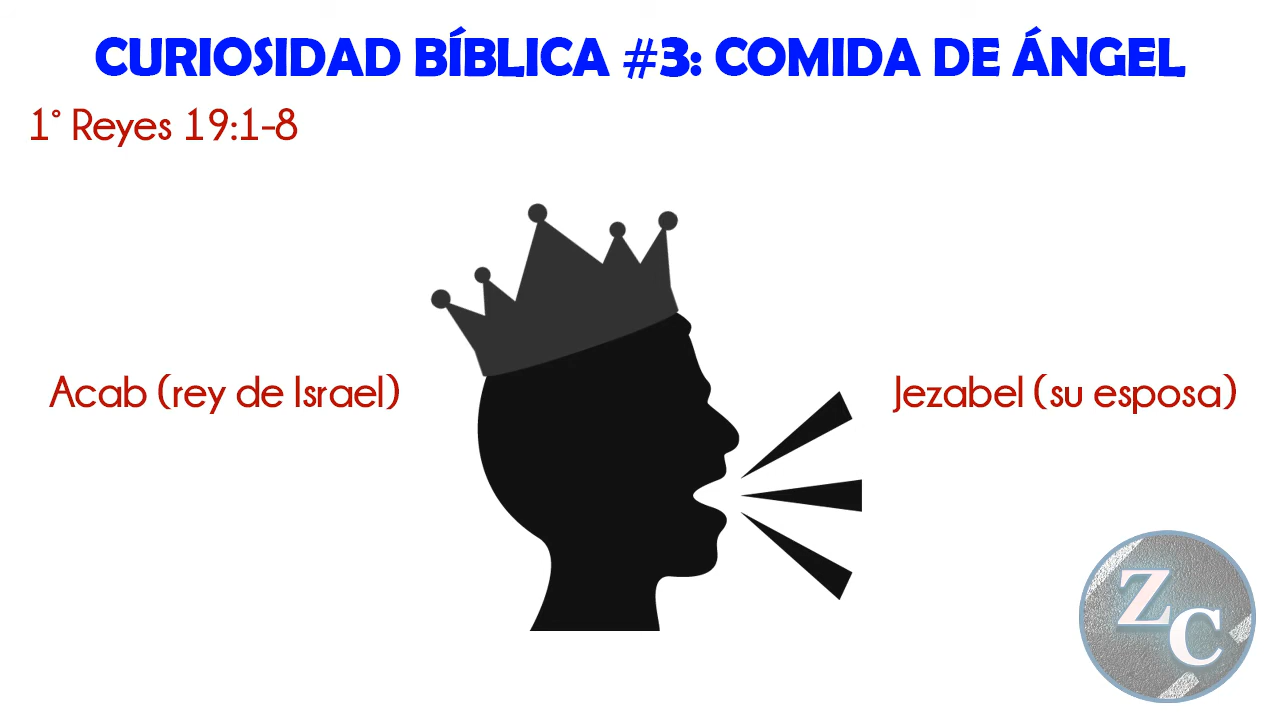 CURIOSIDAD BÍBLICA #3: COMIDA DE ÁNGEL
1° Reyes 19:1-8
Acab (rey de Israel)
Jezabel (su esposa)
ZC